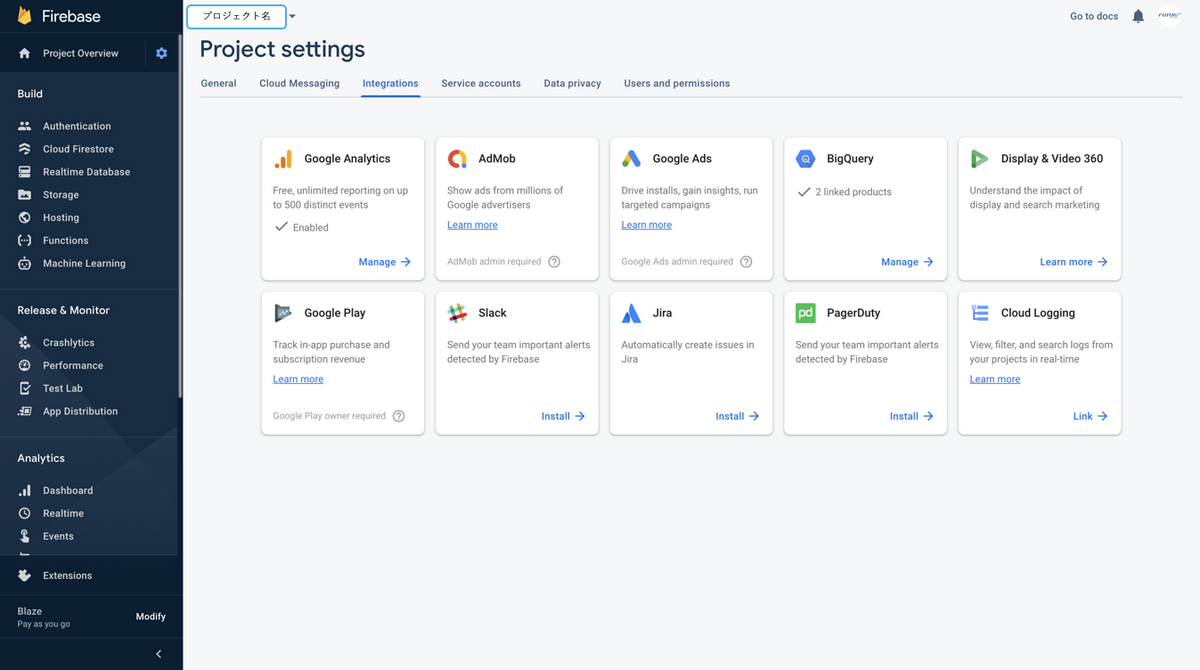 Firebase
プロジェクト名
Go to docs
Project Overview
Project settings
General
Cloud Messaging
Integrations
Service accounts
Data privacy
Users and permissions
Build
Authentication
Cloud Firestore
Realtime Database
Storage
Hosting
Functions
Machine Learning
Release & Monitor
Crashlytics
Performance
Test Lab
App Distribution
Analytics
Dashboard
Realtime
Events
Extensions
Blaze
Pay as you go
Modify
Google Analytics
Free, unlimited reporting on up
to 500 distinct events
Enabled
Manage
AdMob
Show ads from millions of
Google advertisers
Learn more
AdMob admin required
Google Ads
Drive installs, gain insights, run
targeted campaigns
Learn more
Google Ads admin required
BigQuery
2 linked products
Manage
Display & Video 360
Understand the impact of
display and search marketing
Learn more
Google Play
Track in-app purchase and
subscription revenue
Learn more
Google Play owner required
Slack
Send your team important alerts
detected by Firebase
Install
Jira
Automatically create issues in
Jira
Install
pd
PagerDuty
Send your team important alerts
detected by Firebase
Install
Cloud Logging
View, filter, and search logs from
your projects in real-time
Learn more
Link